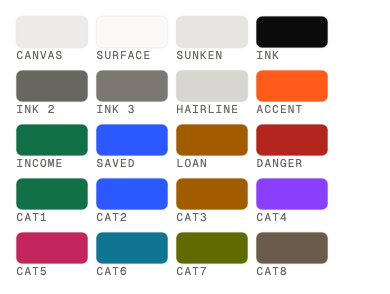 CANVAS SURFACE SUNKEN INK
INK 2 INK 3 HAIRLINE ACCENT
INCOME SAVED LOAN DANGER
CAT1 CAT2 CAT3 CAT4
CAT5 CAT6 CAT7 CAT8